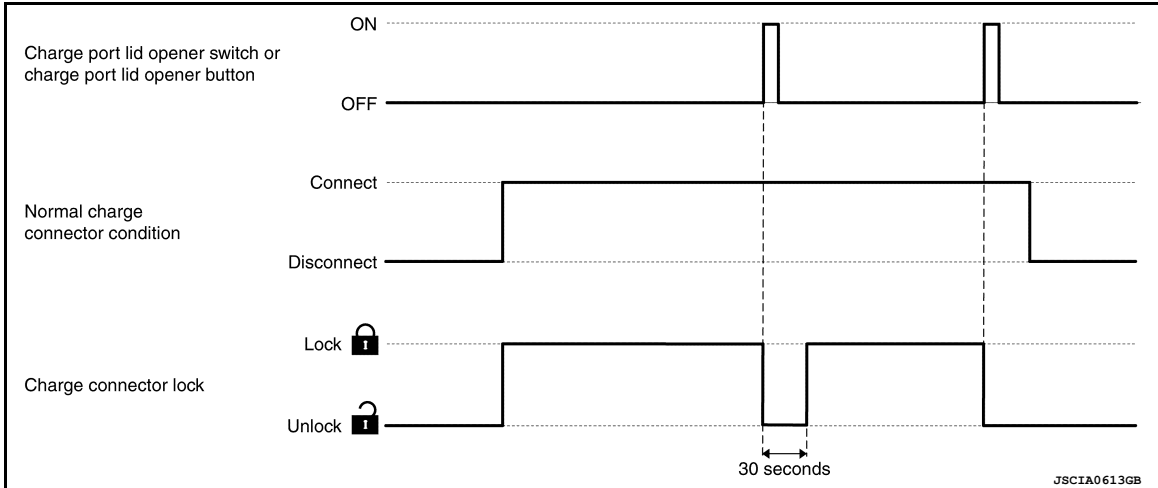 ON
Charge port lid opener switch or
charge port lid opener button
OFF
Connect
Normal charge
connector condition
Disconnect
Lock
Charge connector lock
Unlock
30 seconds
JSCIA0613GB